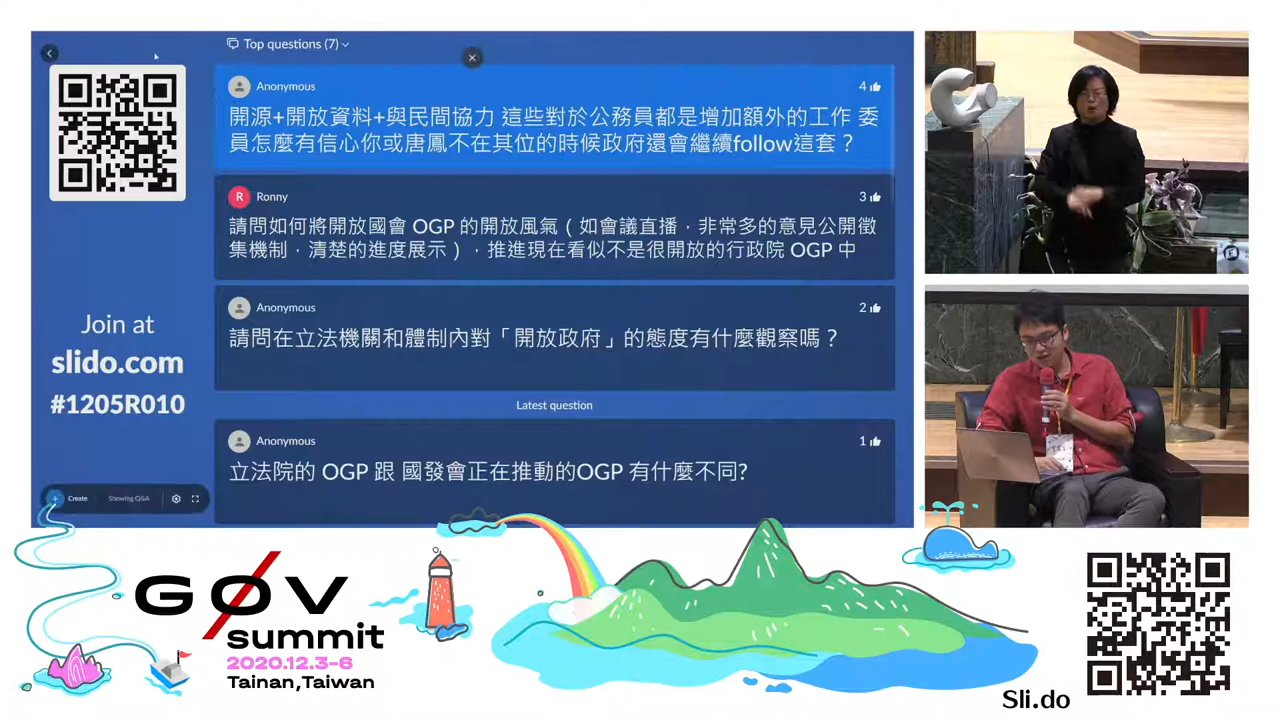 Top questions (7)
Anonymous
4
開源+開放資料+與民間協力 這些對於公務員都是增加額外的工作 委
員怎麼有信心你或唐鳳不在其位的時候政府還會繼續follow這套？
R
Ronny
3
請問如何將開放國會 OGP 的開放風氣（如會議直播，非常多的意見公開徵
集機制，清楚的進度展示），推進現在看似不是很開放的行政院 OGP 中
Anonymous
2
請問在立法機關和體制內對「開放政府」的態度有什麼觀察嗎？
Latest question
Anonymous
1
立法院的 OGP 跟 國發會正在推動的OGP 有什麼不同?
Join at
slido.com
#1205R010
Create
Showing Q&A
G0V
summit
2020.12.3-6
Tainan,Taiwan
Sli.do